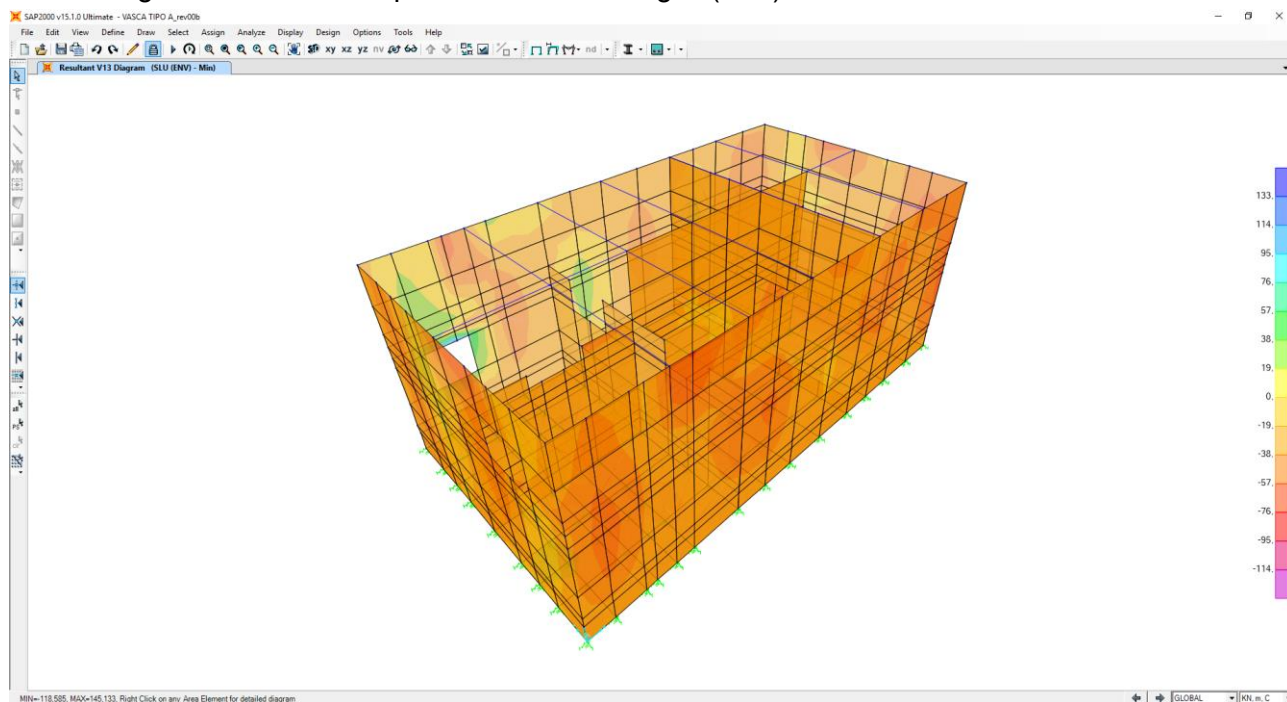 SAP2000 v15.1.0 Ultimate - VASCA TIPO A_rev00b
File Edit View Define Draw Select Assign Analyze Display Design Options Tools Help
xy xz yz nv nd
Resultant V13 Diagram (SLU (ENV) - Min)
133,
114,
95,
76,
57,
38,
19,
0,
-19,
-38,
-57,
-76,
-95,
-114,
MIN=-118.585, MAX=145.133. Right Click on any Area Element for detailed diagram
GLOBAL KN, m, C